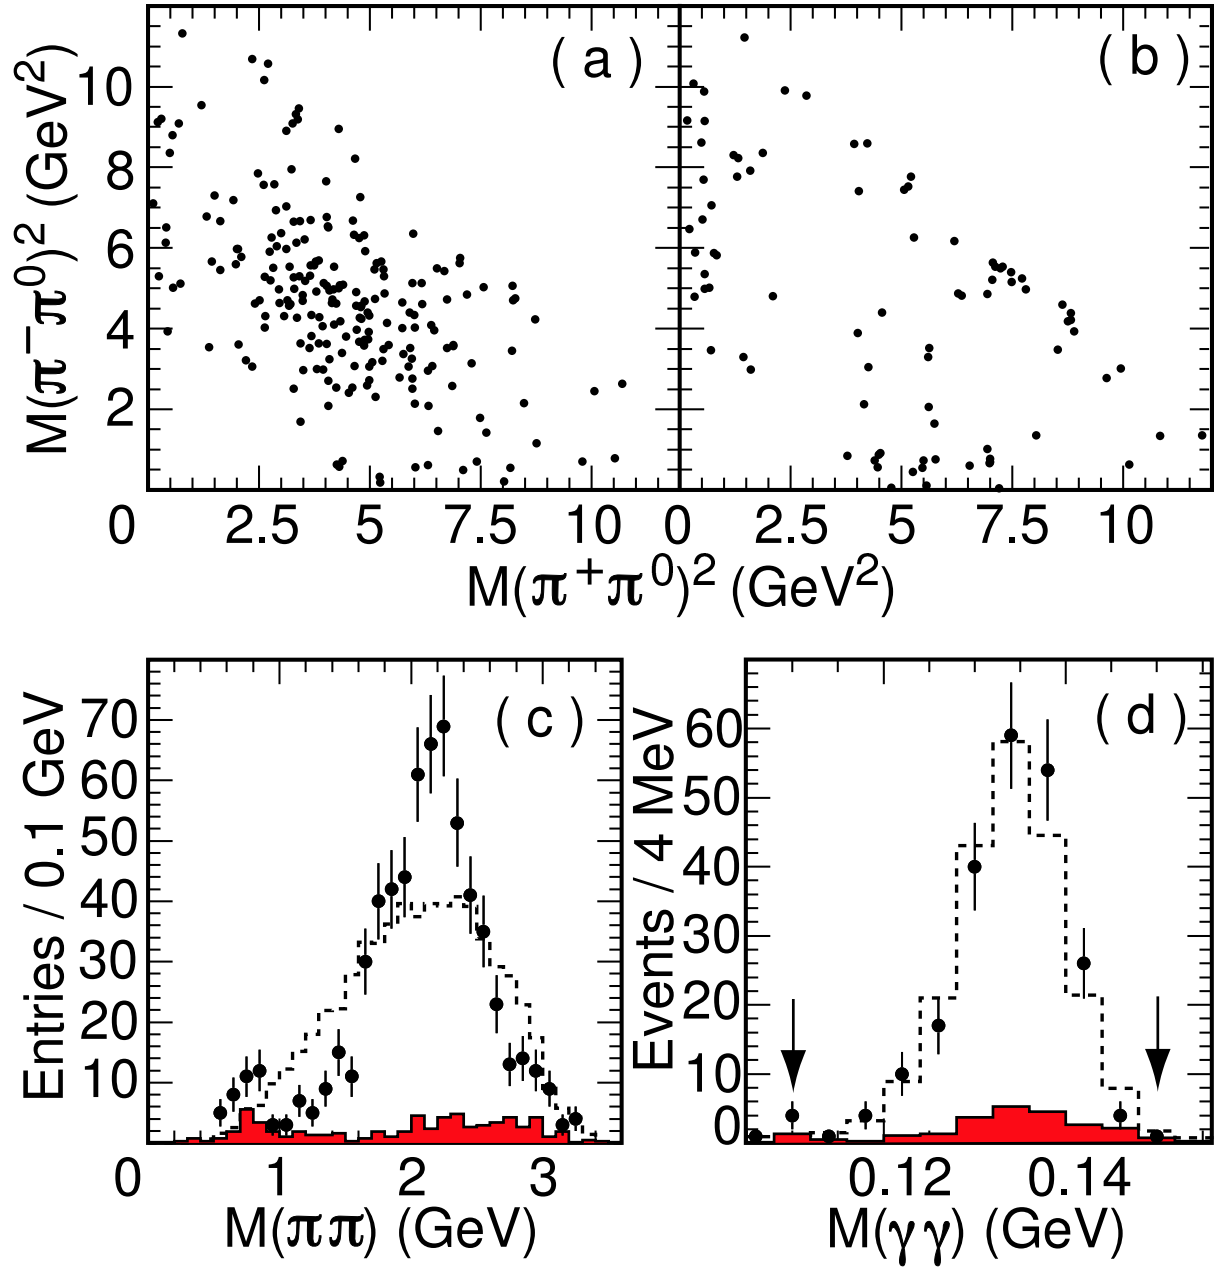 ( a )
( b )
M(π⁻π⁰)² (GeV²)
10
8
6
4
2
0 2.5 5 7.5 10
0 2.5 5 7.5 10
M(π⁺π⁰)² (GeV²)
( c )
Entries / 0.1 GeV
70
60
50
40
30
20
10
0 1 2 3
M(ππ) (GeV)
( d )
Events / 4 MeV
60
50
40
30
20
10
0
0.12 0.14
M(γγ) (GeV)